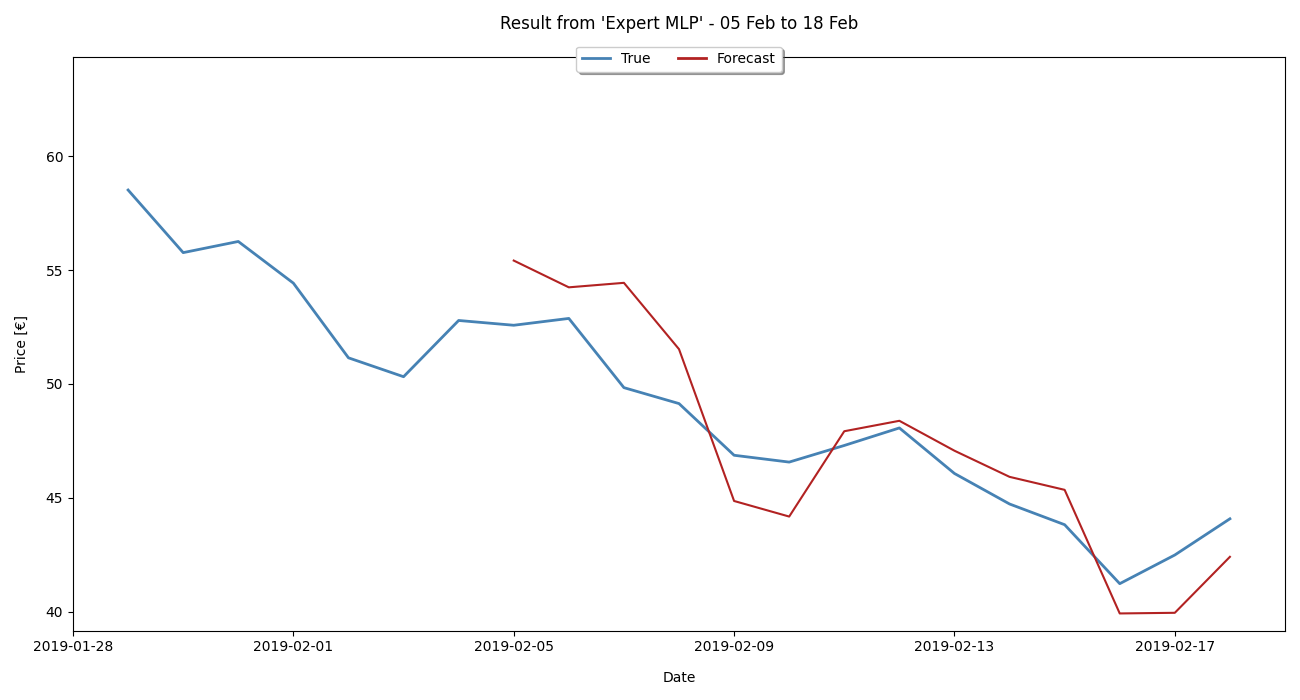 Result from 'Expert MLP' - 05 Feb to 18 Feb
True Forecast
60
55
50
45
40
Price [€]
2019-01-28 2019-02-01 2019-02-05 2019-02-09 2019-02-13 2019-02-17
Date